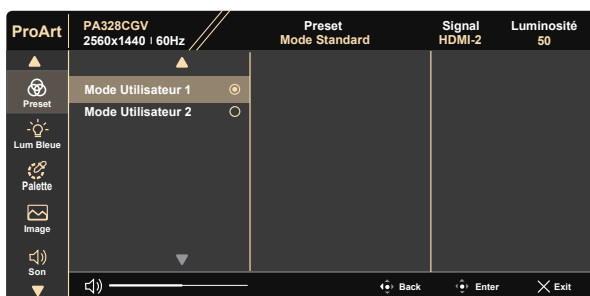 ProArt
PA328CGV
2560x1440 | 60Hz
Preset
Mode Standard
Signal
HDMI-2
Luminosité
50
Preset
Lum Bleue
Palette
Image
Son
Mode Utilisateur 1
Mode Utilisateur 2
Back
Enter
Exit